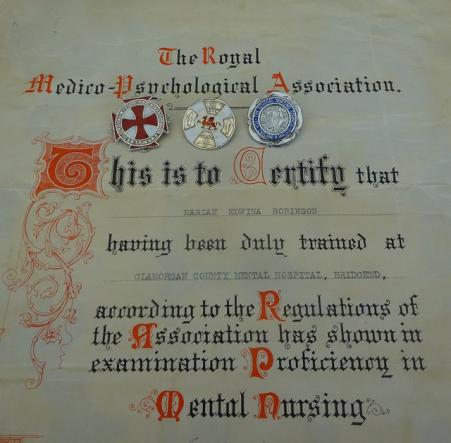 The Royal
Medico-Psychological Association.
This is to Certify that
MARIAN EDWINA ROBINSON
having been duly trained at
GLAMORGAN COUNTY MENTAL HOSPITAL, BRIDGEND,
according to the Regulations of
the Association has shown in
examination Proficiency in
Mental Nursing